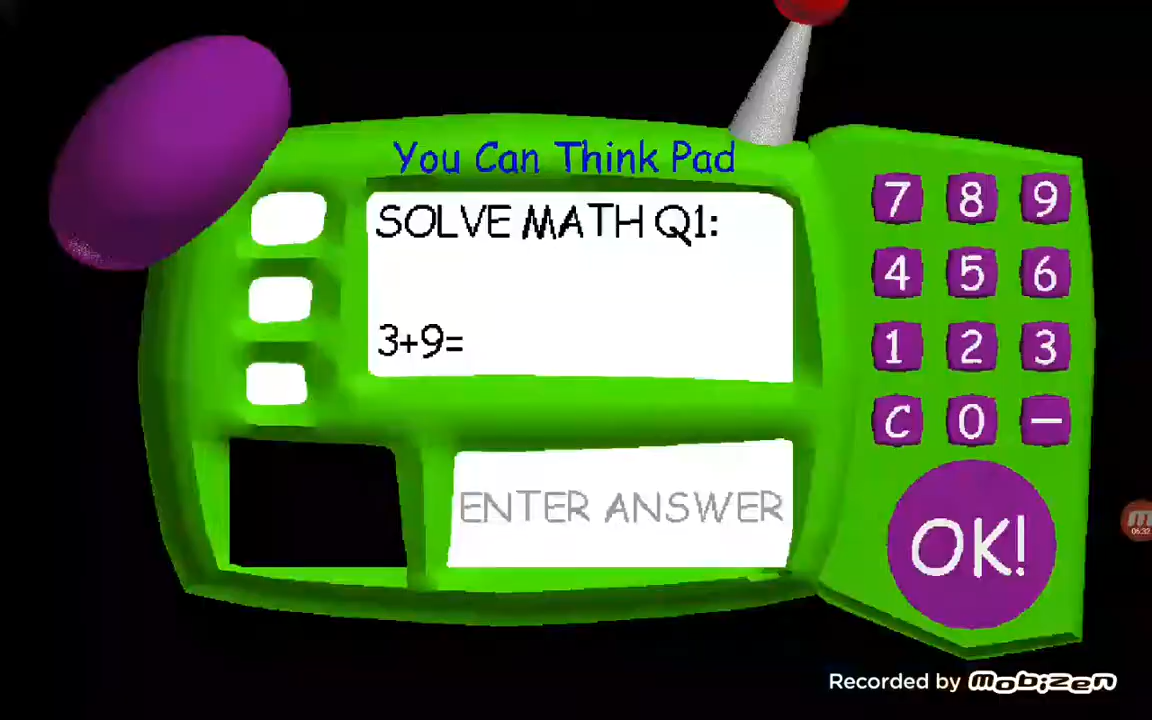 You Can Think Pad
SOLVE MATH Q1:
3+9=
ENTER ANSWER
7 8 9
4 5 6
1 2 3
C 0 –
OK!
Recorded by mobizen